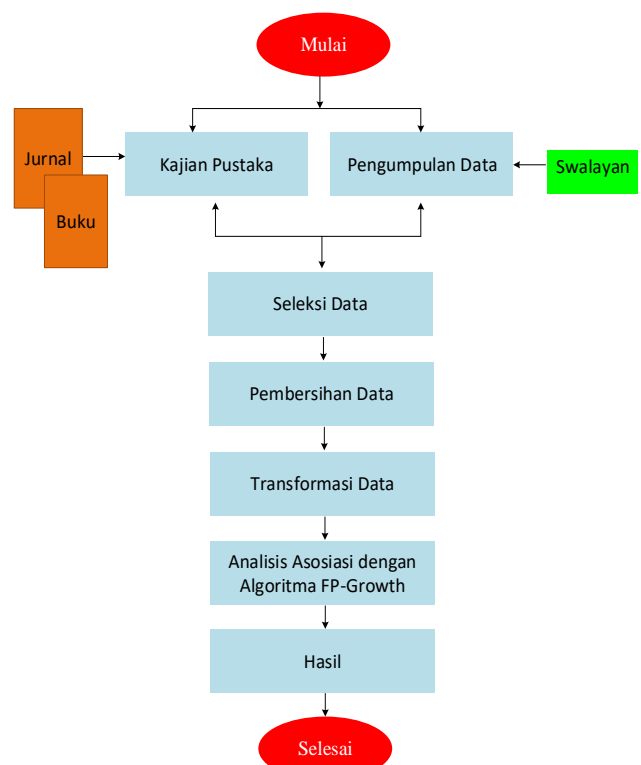 Mulai
Jurnal
Kajian Pustaka
Pengumpulan Data
Swalayan
Buku
Seleksi Data
Pembersihan Data
Transformasi Data
Analisis Asosiasi dengan
Algoritma FP-Growth
Hasil
Selesai